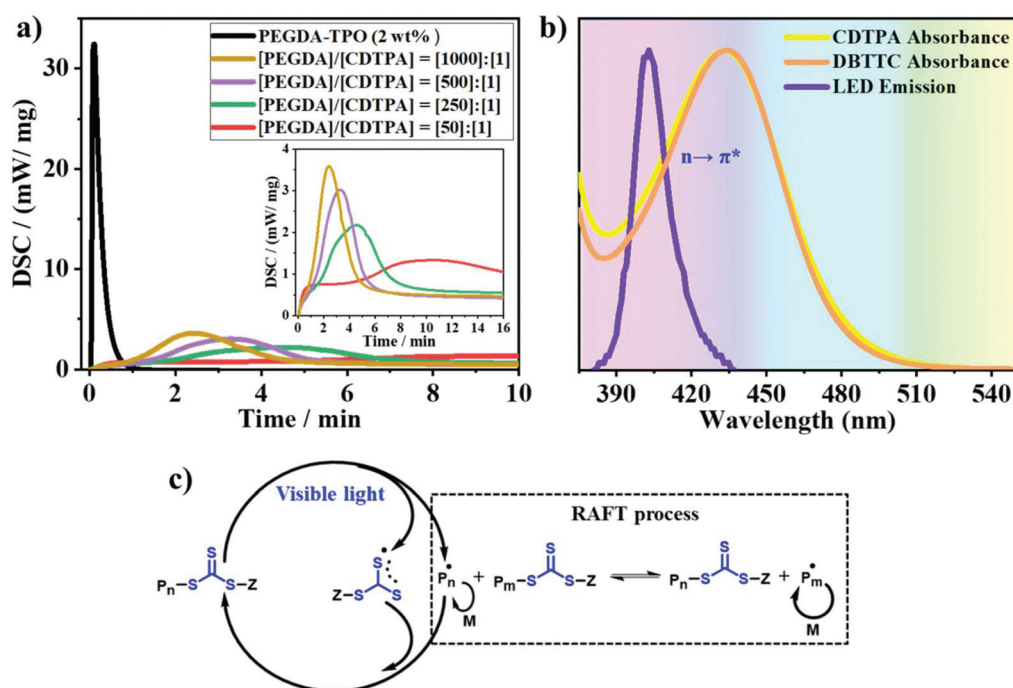 a)
DSC / (mW/ mg)
30
20
10
0
0
2
4
6
8
10
Time / min
PEGDA-TPO (2 wt% )
[PEGDA]/[CDTPA] = [1000]:[1]
[PEGDA]/[CDTPA] = [500]:[1]
[PEGDA]/[CDTPA] = [250]:[1]
[PEGDA]/[CDTPA] = [50]:[1]
DSC / (mW/ mg)
4
3
2
1
0
0 2 4 6 8 10 12 14 16
Time / min
b)
CDTPA Absorbance
DBTTC Absorbance
LED Emission
n→ π*
390 420 450 480 510 540
Wavelength (nm)
c)
Visible light
RAFT process
S
Pn-S S-Z
S
Z-S S
Pn
M
+
S
Pm-S S-Z
S
Pn-S S-Z
+
Pm
M